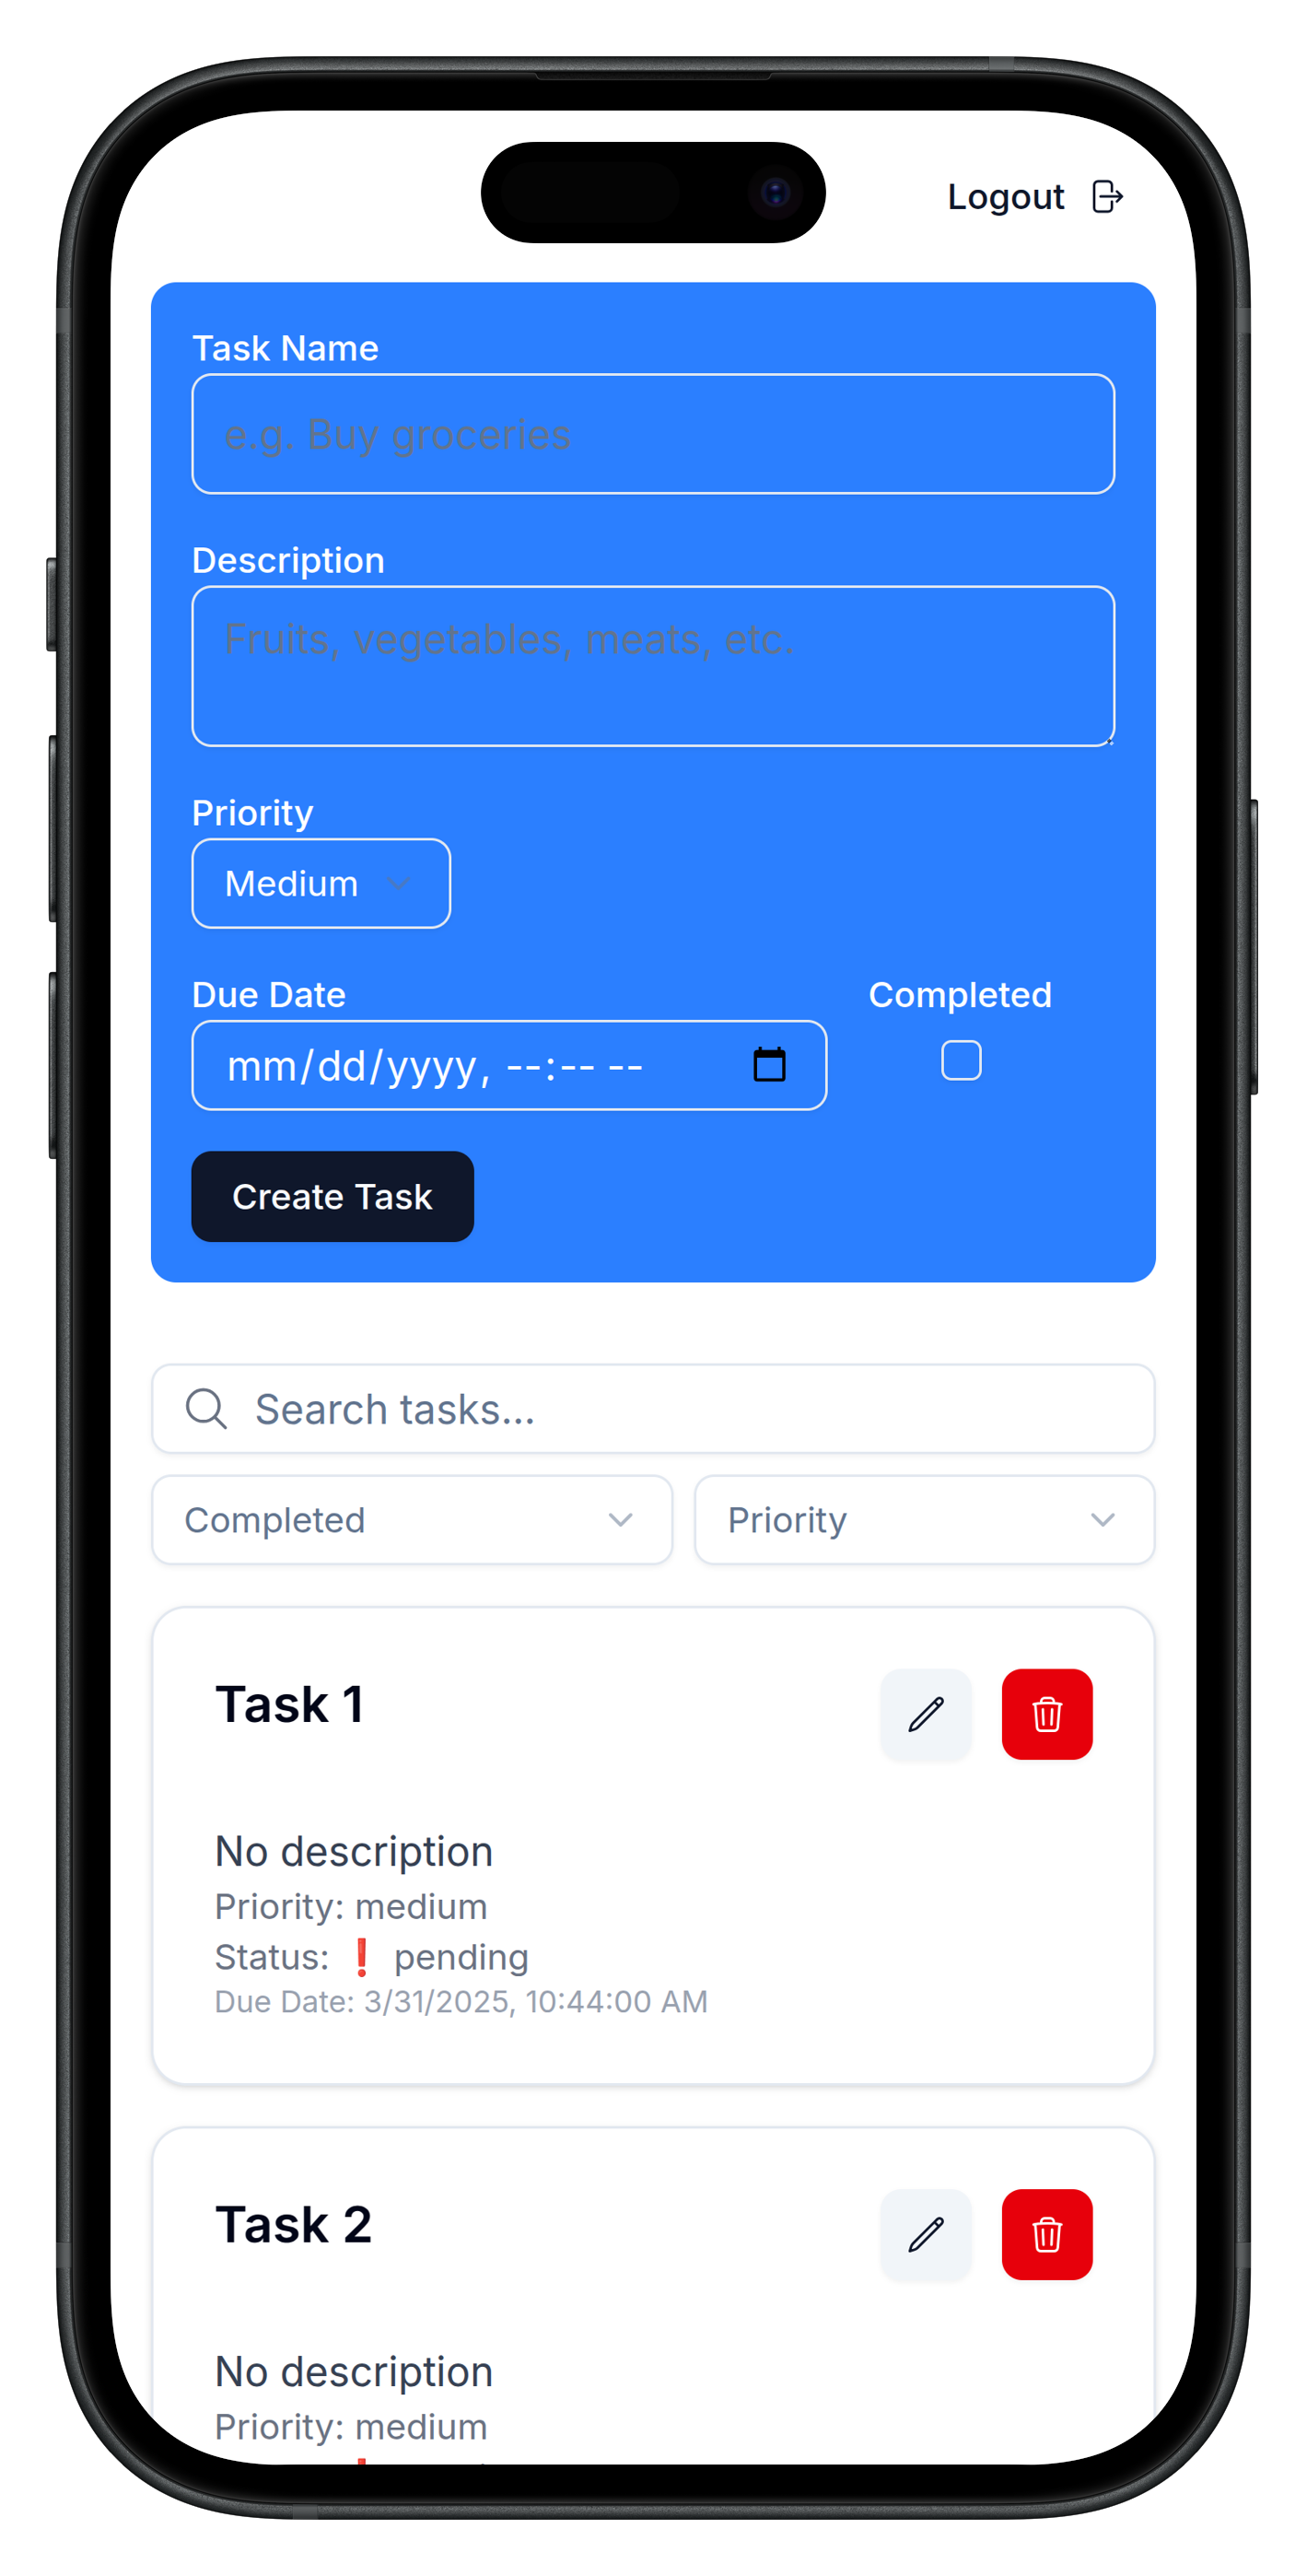 Logout
Task Name
e.g. Buy groceries
Description
Fruits, vegetables, meats, etc.
Priority
Medium
Due Date
Completed
mm/dd/yyyy, --:-- --
Create Task
Search tasks...
Completed
Priority
Task 1
No description
Priority: medium
Status: ❗ pending
Due Date: 3/31/2025, 10:44:00 AM
Task 2
No description
Priority: medium